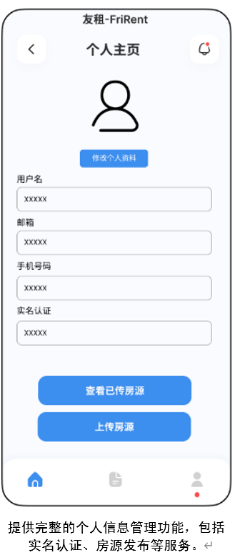 友租-FriRent
个人主页
修改个人资料
用户名
xxxxx
邮箱
xxxxx
手机号码
xxxxx
实名认证
xxxxx
查看已传房源
上传房源
提供完整的个人信息管理功能，包括
实名认证、房源发布等服务。↵